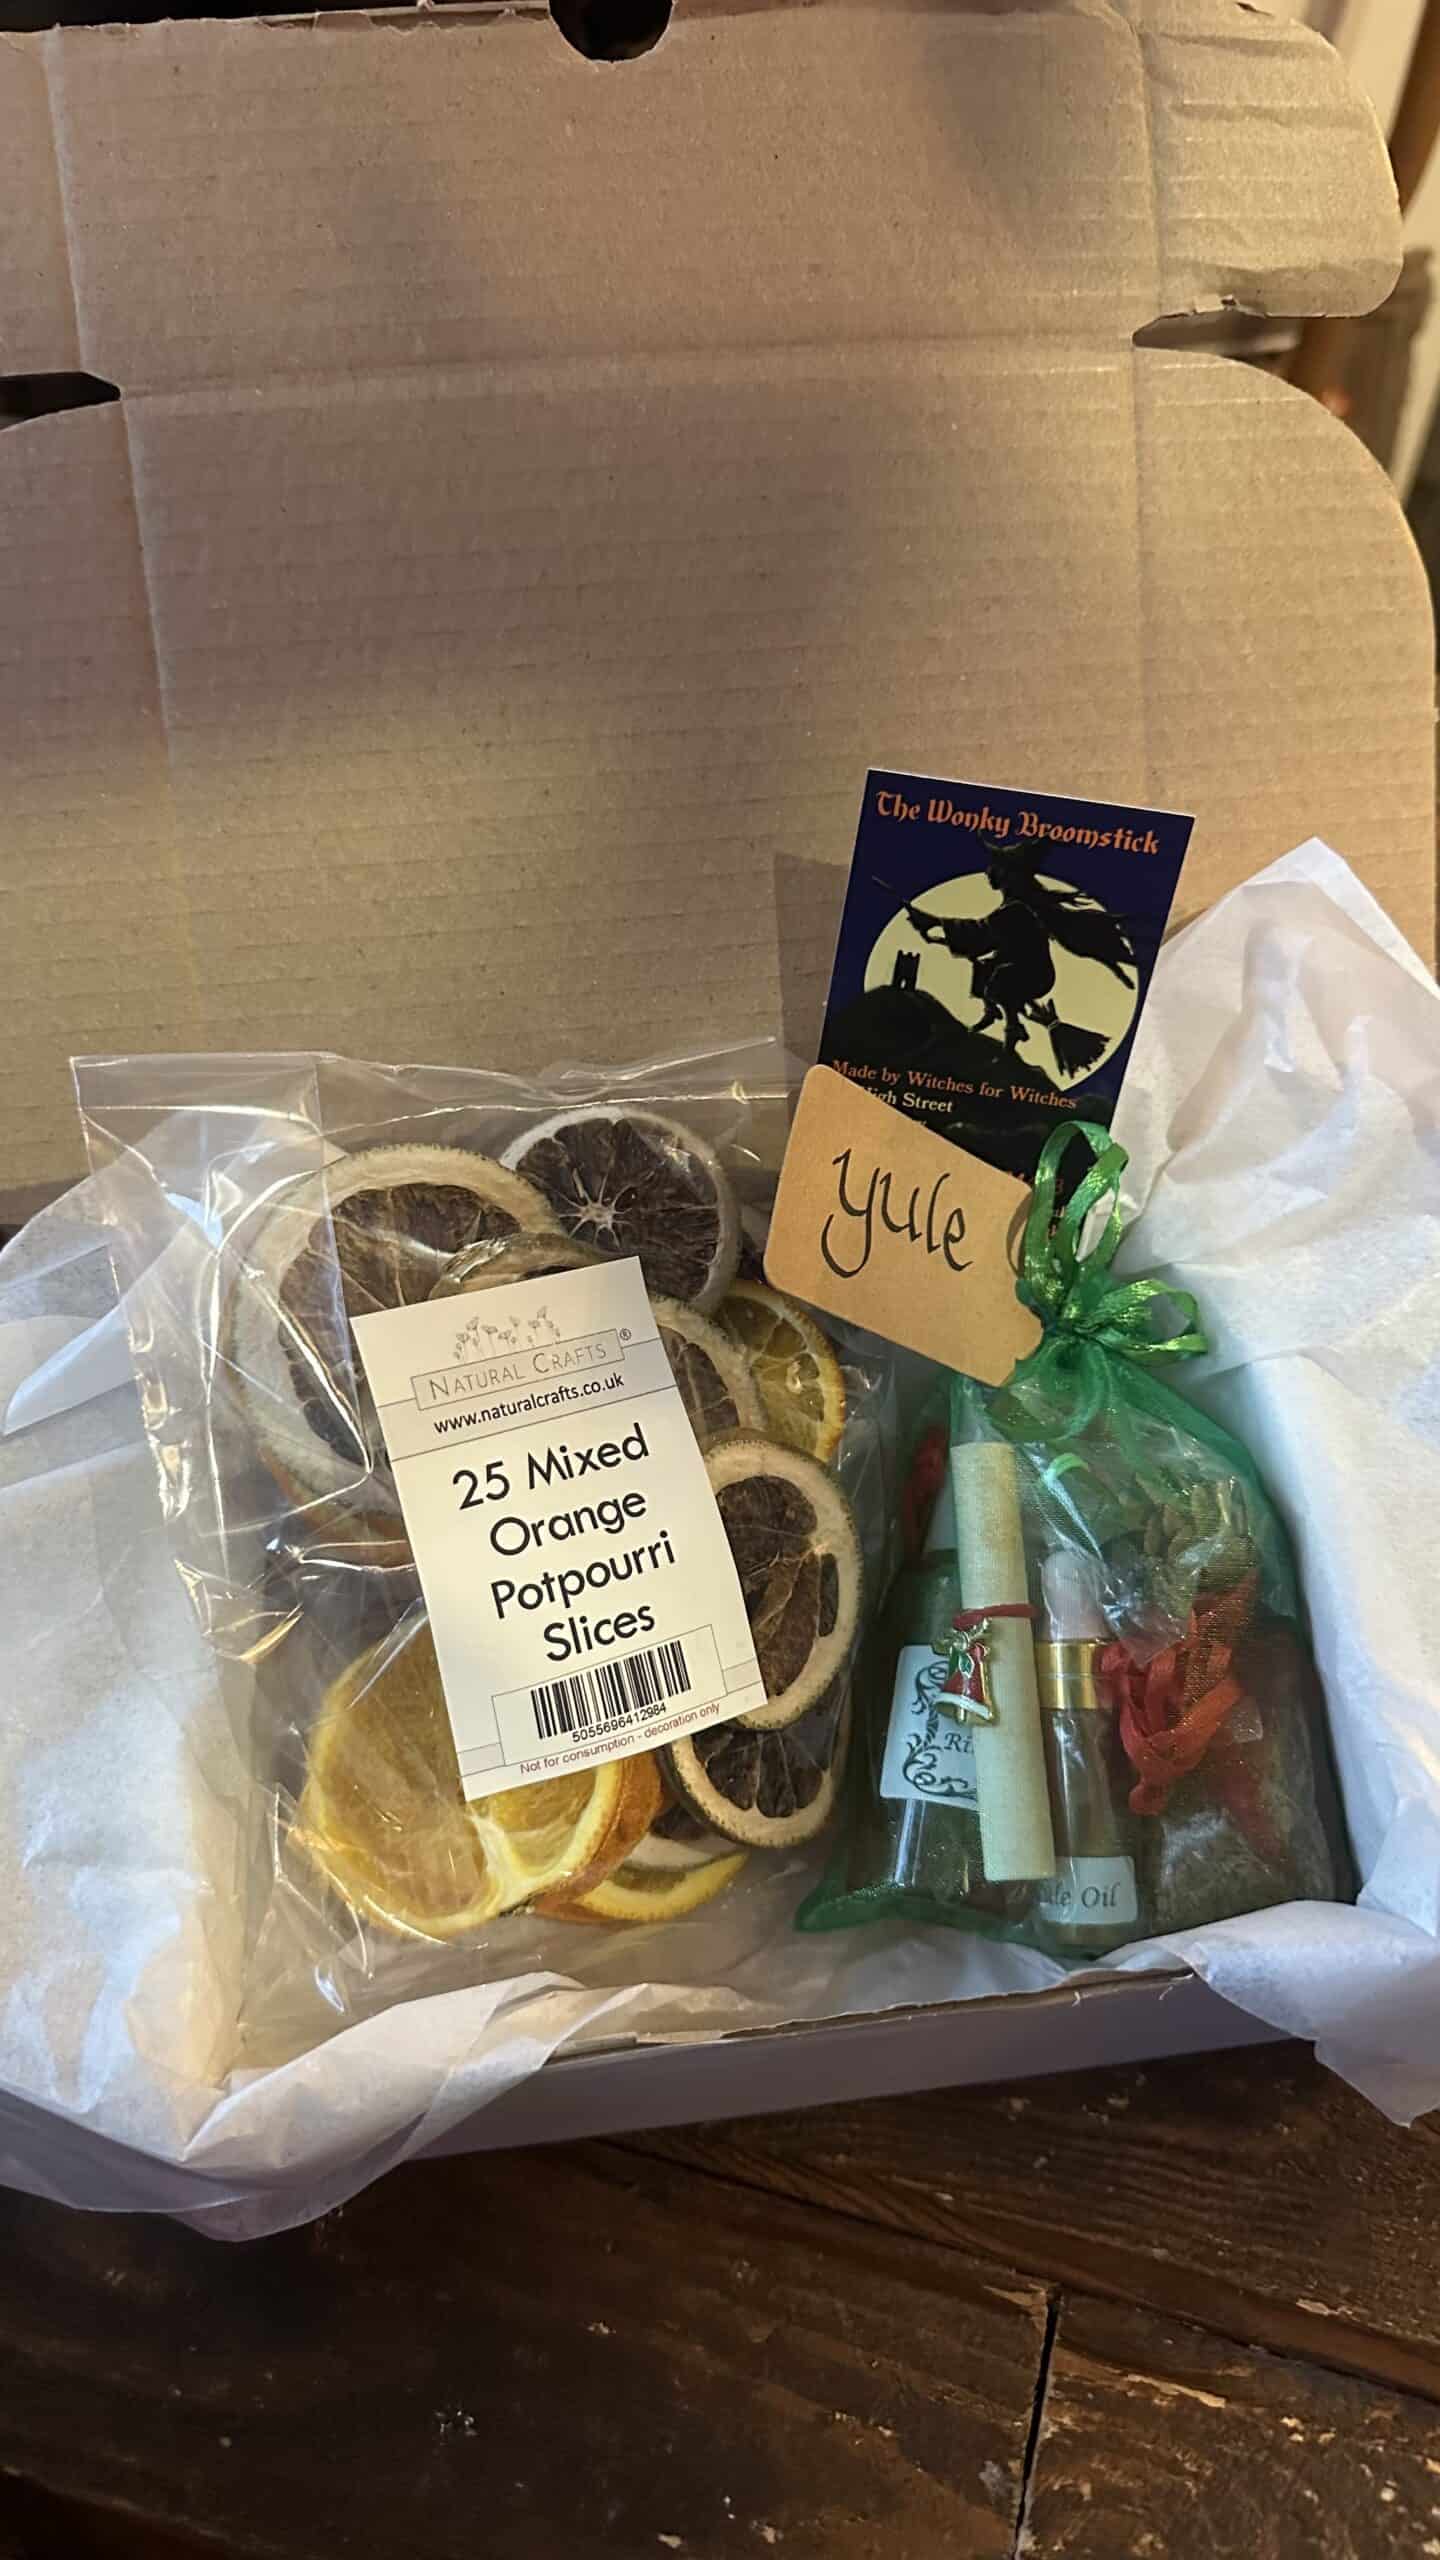 The Wonky Broomstick
Made by Witches for Witches
High Street
yule
NATURAL CRAFTS®
www.naturalcrafts.co.uk
25 Mixed
Orange
Potpourri
Slices
5055696412984
Not for consumption - decoration only
Oil